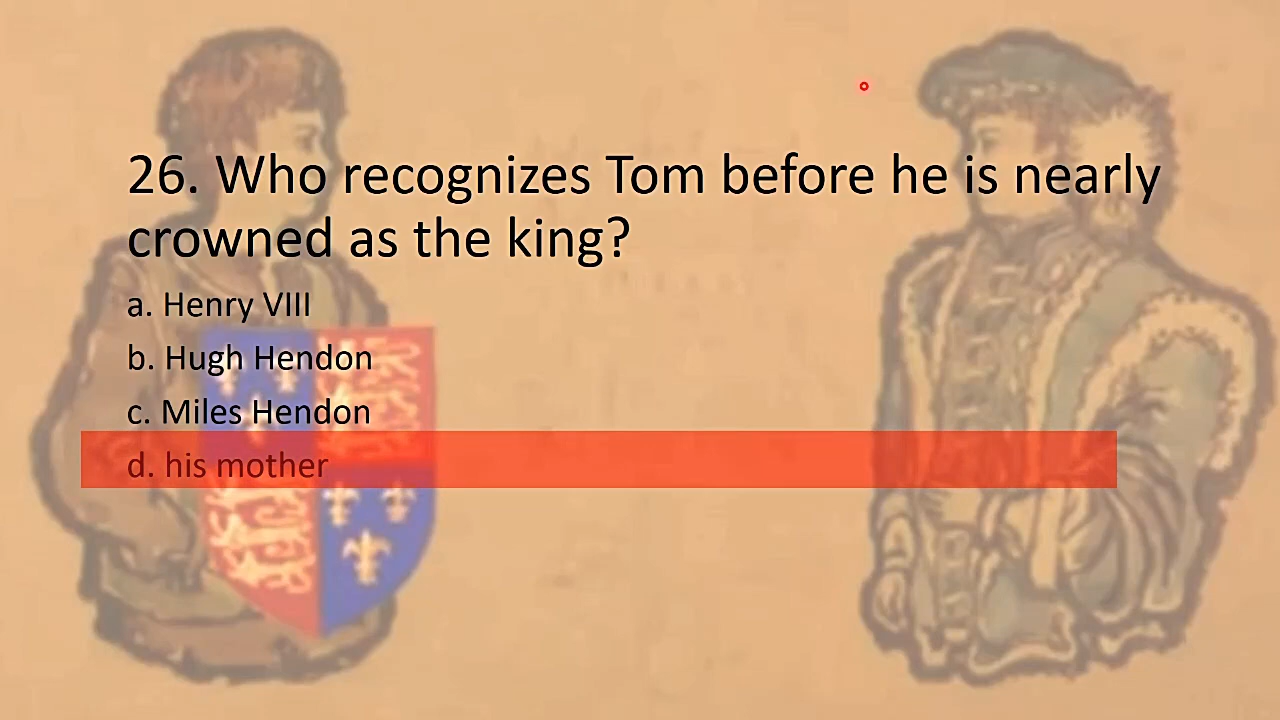 26. Who recognizes Tom before he is nearly
crowned as the king?
a. Henry VIII
b. Hugh Hendon
c. Miles Hendon
d. his mother